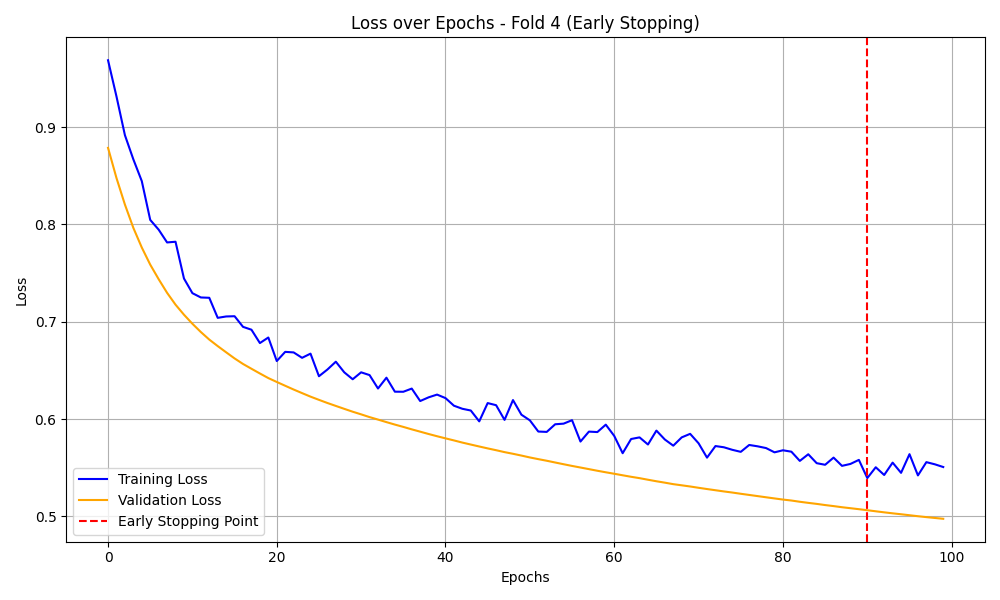 Loss over Epochs - Fold 4 (Early Stopping)
Loss
0.9
0.8
0.7
0.6
0.5
Training Loss
Validation Loss
Early Stopping Point
0 20 40 60 80 100
Epochs